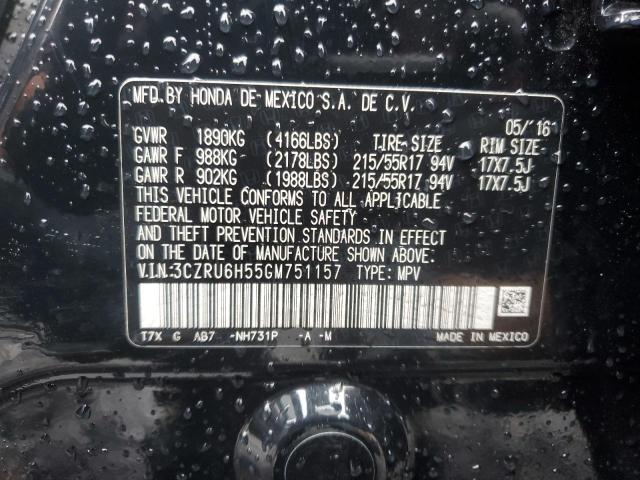 MFD.BY HONDA DE MEXICO S.A. DE C.V.
05/'16
GVWR 1890KG (4166LBS) TIRE SIZE RIM SIZE
GAWR F 988KG (2178LBS) 215/55R17 94V 17X7.5J
GAWR R 902KG (1988LBS) 215/55R17 94V 17X7.5J
THIS VEHICLE CONFORMS TO ALL APPLICABLE
FEDERAL MOTOR VEHICLE SAFETY
AND THEFT PREVENTION STANDARDS IN EFFECT
ON THE DATE OF MANUFACTURE SHOWN ABOVE.
V.I.N:3CZRU6H55GM751157 TYPE: MPV
T7X G AB7 -NH731P -A -M MADE IN MEXICO